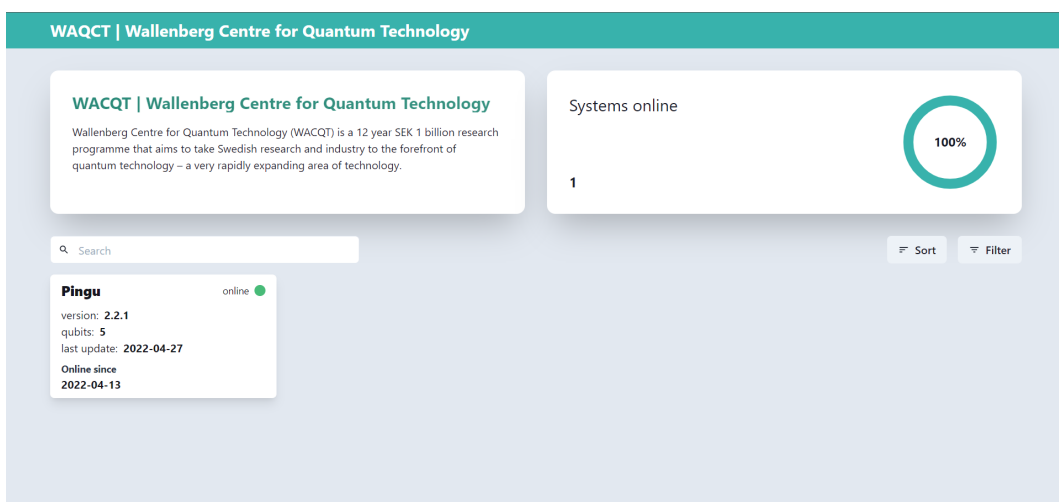 WAQCT | Wallenberg Centre for Quantum Technology
WACQT | Wallenberg Centre for Quantum Technology
Wallenberg Centre for Quantum Technology (WACQT) is a 12 year SEK 1 billion research
programme that aims to take Swedish research and industry to the forefront of
quantum technology – a very rapidly expanding area of technology.
Systems online
100%
1
Search
Sort
Filter
Pingu
online
version: 2.2.1
qubits: 5
last update: 2022-04-27
Online since
2022-04-13